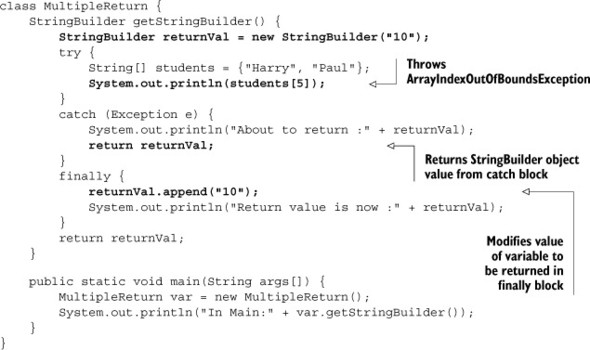 class MultipleReturn {
    StringBuilder getStringBuilder() {
        StringBuilder returnVal = new StringBuilder("10");
        try {
            String[] students = {"Harry", "Paul"};
            System.out.println(students[5]);
        }
        catch (Exception e) {
            System.out.println("About to return :" + returnVal);
            return returnVal;
        }
        finally {
            returnVal.append("10");
            System.out.println("Return value is now :" + returnVal);
        }
        return returnVal;
    }
    public static void main(String args[]) {
        MultipleReturn var = new MultipleReturn();
        System.out.println("In Main:" + var.getStringBuilder());
    }
}
Throws
ArrayIndexOutOfBoundsException
Returns StringBuilder object
value from catch block
Modifies value
of variable to
be returned in
finally block